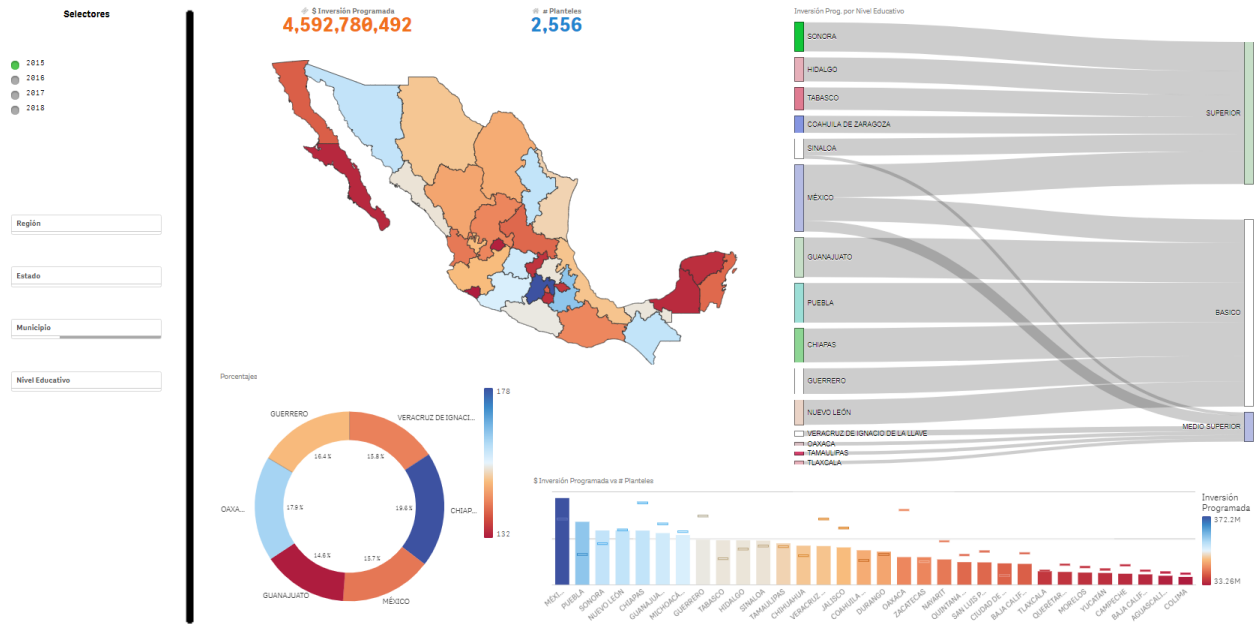 Selectores
2015
2016
2017
2018
Región
Estado
Municipio
Nivel Educativo
$ Inversión Programada
4,592,780,492
# Planteles
2,556
Inversión Prog. por Nivel Educativo
SONORA
HIDALGO
TABASCO
COAHUILA DE ZARAGOZA
SINALOA
MÉXICO
GUANAJUATO
PUEBLA
CHIAPAS
GUERRERO
NUEVO LEÓN
VERACRUZ DE IGNACIO DE LA LLAVE
OAXACA
TAMAULIPAS
TLAXCALA
SUPERIOR
BASICO
MEDIO SUPERIOR
Porcentajes
GUERRERO
VERACRUZ DE IGNACI...
OAXA...
CHIAP...
GUANAJUATO
MÉXICO
16.4 %
15.8 %
17.9 %
19.6 %
14.6 %
15.7 %
178
132
$ Inversión Programada vs # Planteles
MÉXI...
PUEBLA
SONORA
NUEVO LEÓN
CHIAPAS
GUANAJUA...
MICHOACÁ...
GUERRERO
TABASCO
HIDALGO
SINALOA
TAMAULIPAS
CHIHUAHUA
VERACRUZ ...
JALISCO
COAHUILA ...
DURANGO
OAXACA
ZACATECAS
NAYARIT
QUINTANA ...
SAN LUIS P...
CIUDAD DE ...
BAJA CALIF...
TLAXCALA
QUERÉTAR...
MORELOS
YUCATÁN
CAMPECHE
BAJA CALIF...
AGUASCALI...
COLIMA
Inversión
Programada
372.2M
33.26M